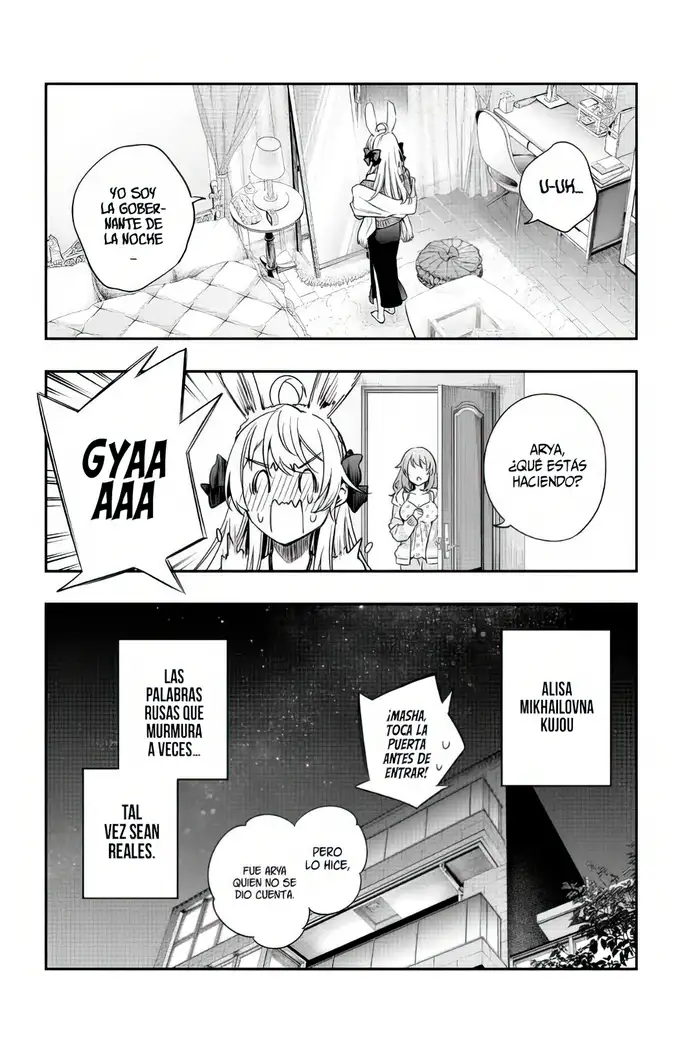 U-UH...
YO SOY
LA GOBER-
NANTE DE
LA NOCHE
...
ARYA,
¿QUÉ ESTÁS
HACIENDO?
GYAA
AAA
ALISA
MIKHAILOVNA
KUJOU
¡MASHA,
TOCA LA
PUERTA
ANTES DE
ENTRAR!
PERO
LO HICE,
FUE ARYA
QUIEN NO SE
DIO CUENTA.
LAS
PALABRAS
RUSAS QUE
MURMURA
A VECES...
TAL
VEZ SEAN
REALES.